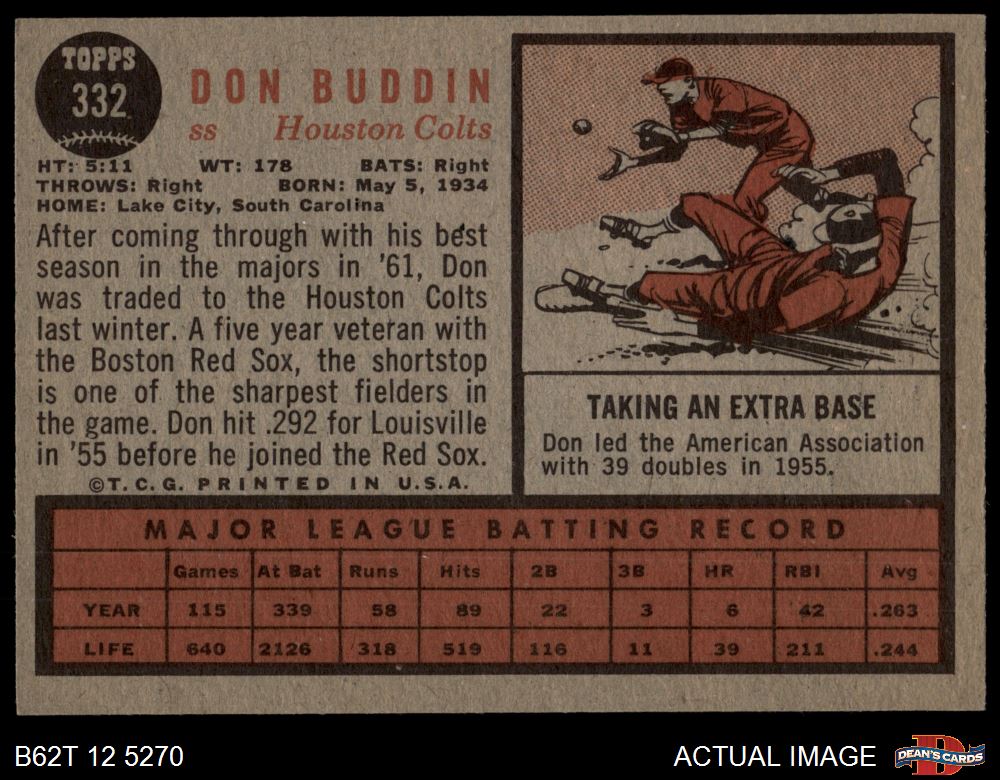 TOPPS
332
DON BUDDIN
ss Houston Colts
HT: 5:11 WT: 178 BATS: Right
THROWS: Right BORN: May 5, 1934
HOME: Lake City, South Carolina
After coming through with his best
season in the majors in '61, Don
was traded to the Houston Colts
last winter. A five year veteran with
the Boston Red Sox, the shortstop
is one of the sharpest fielders in
the game. Don hit .292 for Louisville
in '55 before he joined the Red Sox.
©T.C.G. PRINTED IN U.S.A.
TAKING AN EXTRA BASE
Don led the American Association
with 39 doubles in 1955.
MAJOR LEAGUE BATTING RECORD
Games At Bat Runs Hits 2B 3B HR RBI Avg
YEAR 115 339 58 89 22 3 6 42 .263
LIFE 640 2126 318 519 116 11 39 211 .244
B62T 12 5270
ACTUAL IMAGE
D
DEAN'S CARDS